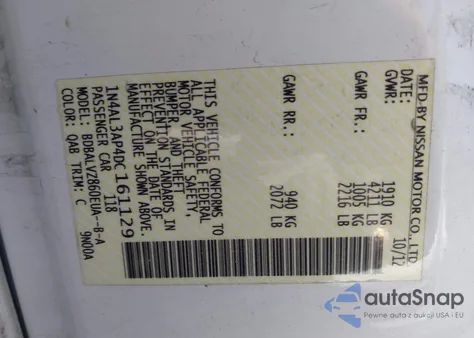 MFD BY NISSAN MOTOR CO., LTD.
DATE: 10/12
GVWR: 1910 KG
4211 LB
GAWR FR.: 1005 KG
2216 LB
GAWR RR.: 940 KG
2072 LB
THIS VEHICLE CONFORMS TO
ALL APPLICABLE FEDERAL
MOTOR VEHICLE SAFETY,
BUMPER, AND THEFT
PREVENTION STANDARDS IN
EFFECT ON THE DATE OF
MANUFACTURE SHOWN ABOVE.
1N4AL3AP4DC161129
PASSENGER CAR 118
MODEL: BDBALVZB60EUA--B-A
COLOR: QAB TRIM: C 9N00A
autaSnap
Pewne auta z aukcji USA i EU